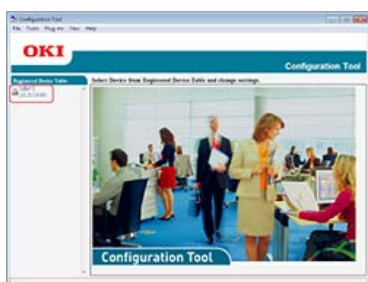 Configuration Tool
File Tools Plug-ins View Help
OKI
Configuration Tool
Registered Device Table
Select Device from Registered Device Table and change settings.
Configuration Tool